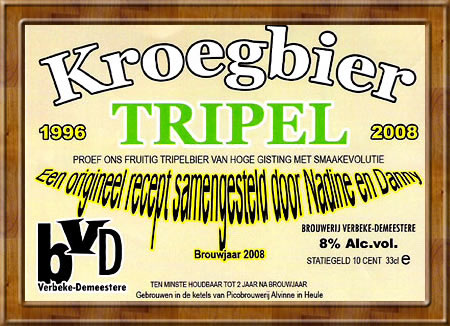 Kroegbier
TRIPEL
1996 2008
PROEF ONS FRUITIG TRIPELBIER VAN HOGE GISTING MET SMAAKEVOLUTIE
Een origineel recept samengesteld door Nadine en Danny
Brouwjaar 2008
bVD
Verbeke-Demeestere
BROUWERIJ VERBEKE-DEMEESTERE
8% Alc.vol.
STATIEGELD 10 CENT 33cl e
TEN MINSTE HOUDBAAR TOT 2 JAAR NA BROUWJAAR
Gebrouwen in de ketels van Picobrouwerij Alvinne in Heule